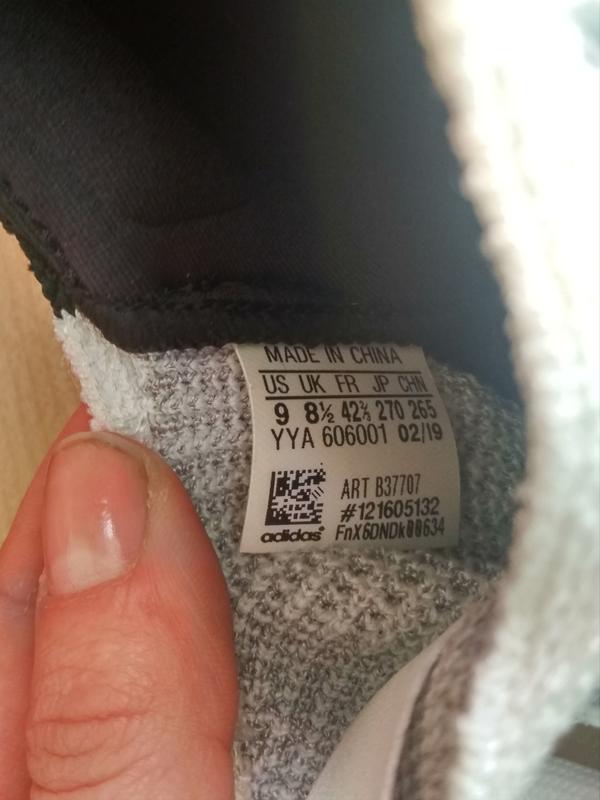 MADE IN CHINA
US UK FR JP CHN
9 8½ 42⅔ 270 265
YYA 606001 02/19
ART B37707
#121605132
adidas® FnX6DNDk00634